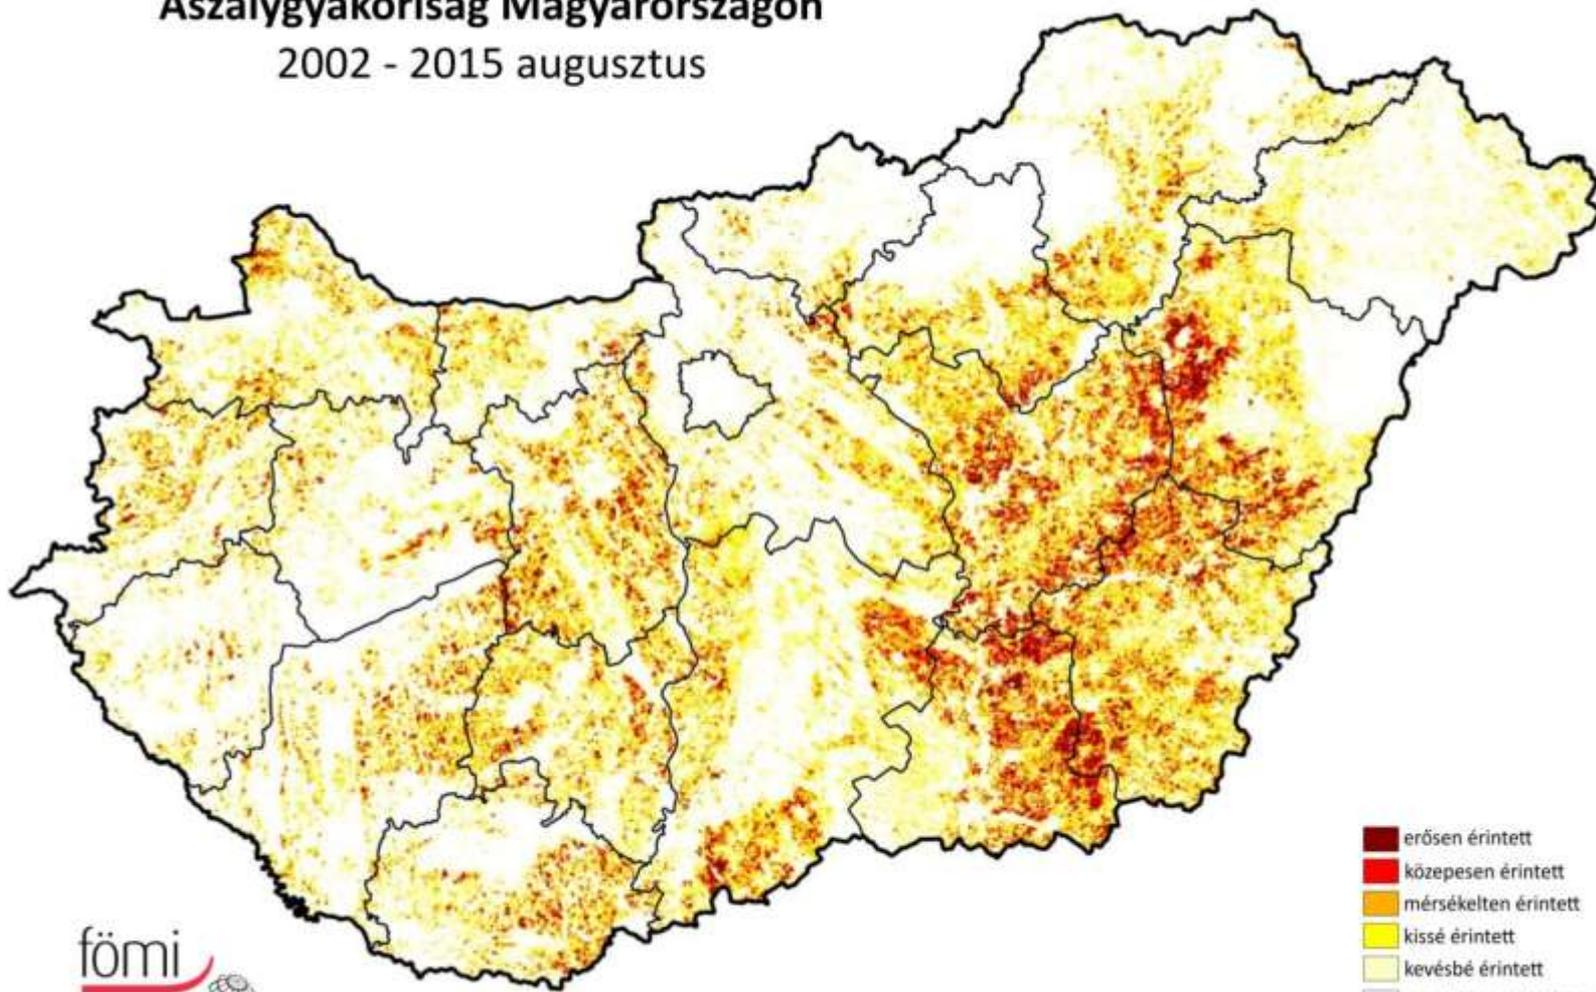 Aszálygyakoriság Magyarországon
2002 - 2015 augusztus
erősen érintett
közepesen érintett
mérsékelten érintett
kissé érintett
kevésbé érintett
fömi